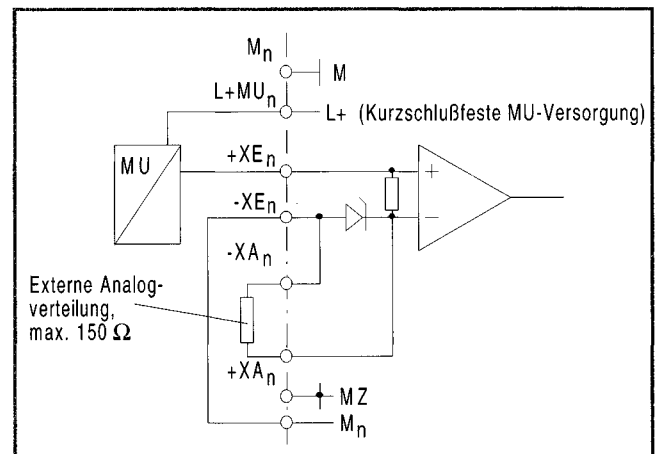 Mn
M
L+MUn
L+ (Kurzschlußfeste MU-Versorgung)
MU
+XEn
+
-XEn
−
-XAn
Externe Analog-
verteilung,
max. 150 Ω
+XAn
MZ
Mn